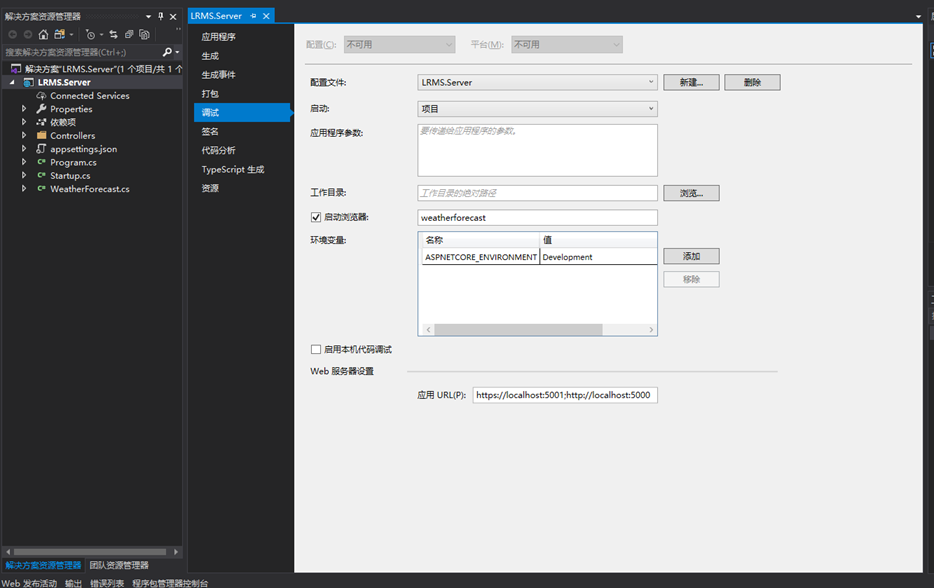 解决方案资源管理器
搜索解决方案资源管理器(Ctrl+;)
解决方案"LRMS.Server"(1 个项目/共 1 个
LRMS.Server
Connected Services
Properties
依赖项
Controllers
appsettings.json
Program.cs
Startup.cs
WeatherForecast.cs
解决方案资源管理器 团队资源管理器
Web 发布活动 输出 错误列表 程序包管理器控制台
LRMS.Server
应用程序
生成
生成事件
打包
调试
签名
代码分析
TypeScript 生成
资源
配置(C): 不可用 平台(M): 不可用
配置文件: LRMS.Server 新建... 删除
启动: 项目
应用程序参数: 要传递给应用程序的参数。
工作目录: 工作目录的绝对路径 浏览...
启动浏览器: weatherforecast
环境变量: 名称 值
ASPNETCORE_ENVIRONMENT Development 添加
移除
启用本机代码调试
Web 服务器设置
应用 URL(P): https://localhost:5001;http://localhost:5000